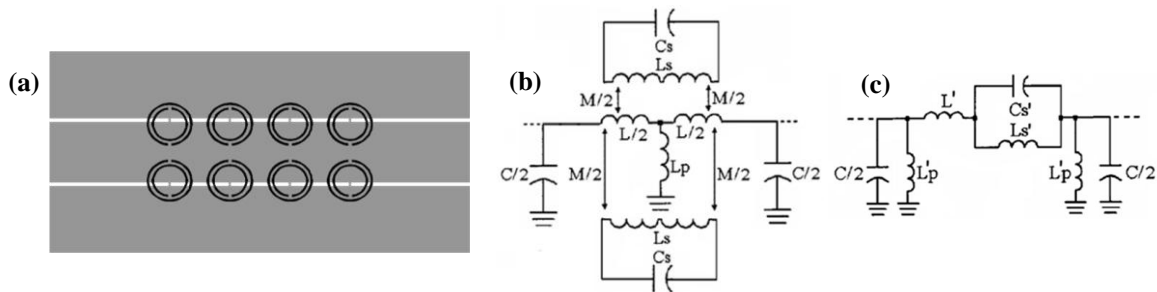 (a)
(b)
Cs
Ls
M/2
M/2
L/2
L/2
C/2
M/2
Lp
M/2
C/2
Ls
Cs
(c)
L'
Cs'
Ls'
C/2
L'p
L'p
C/2